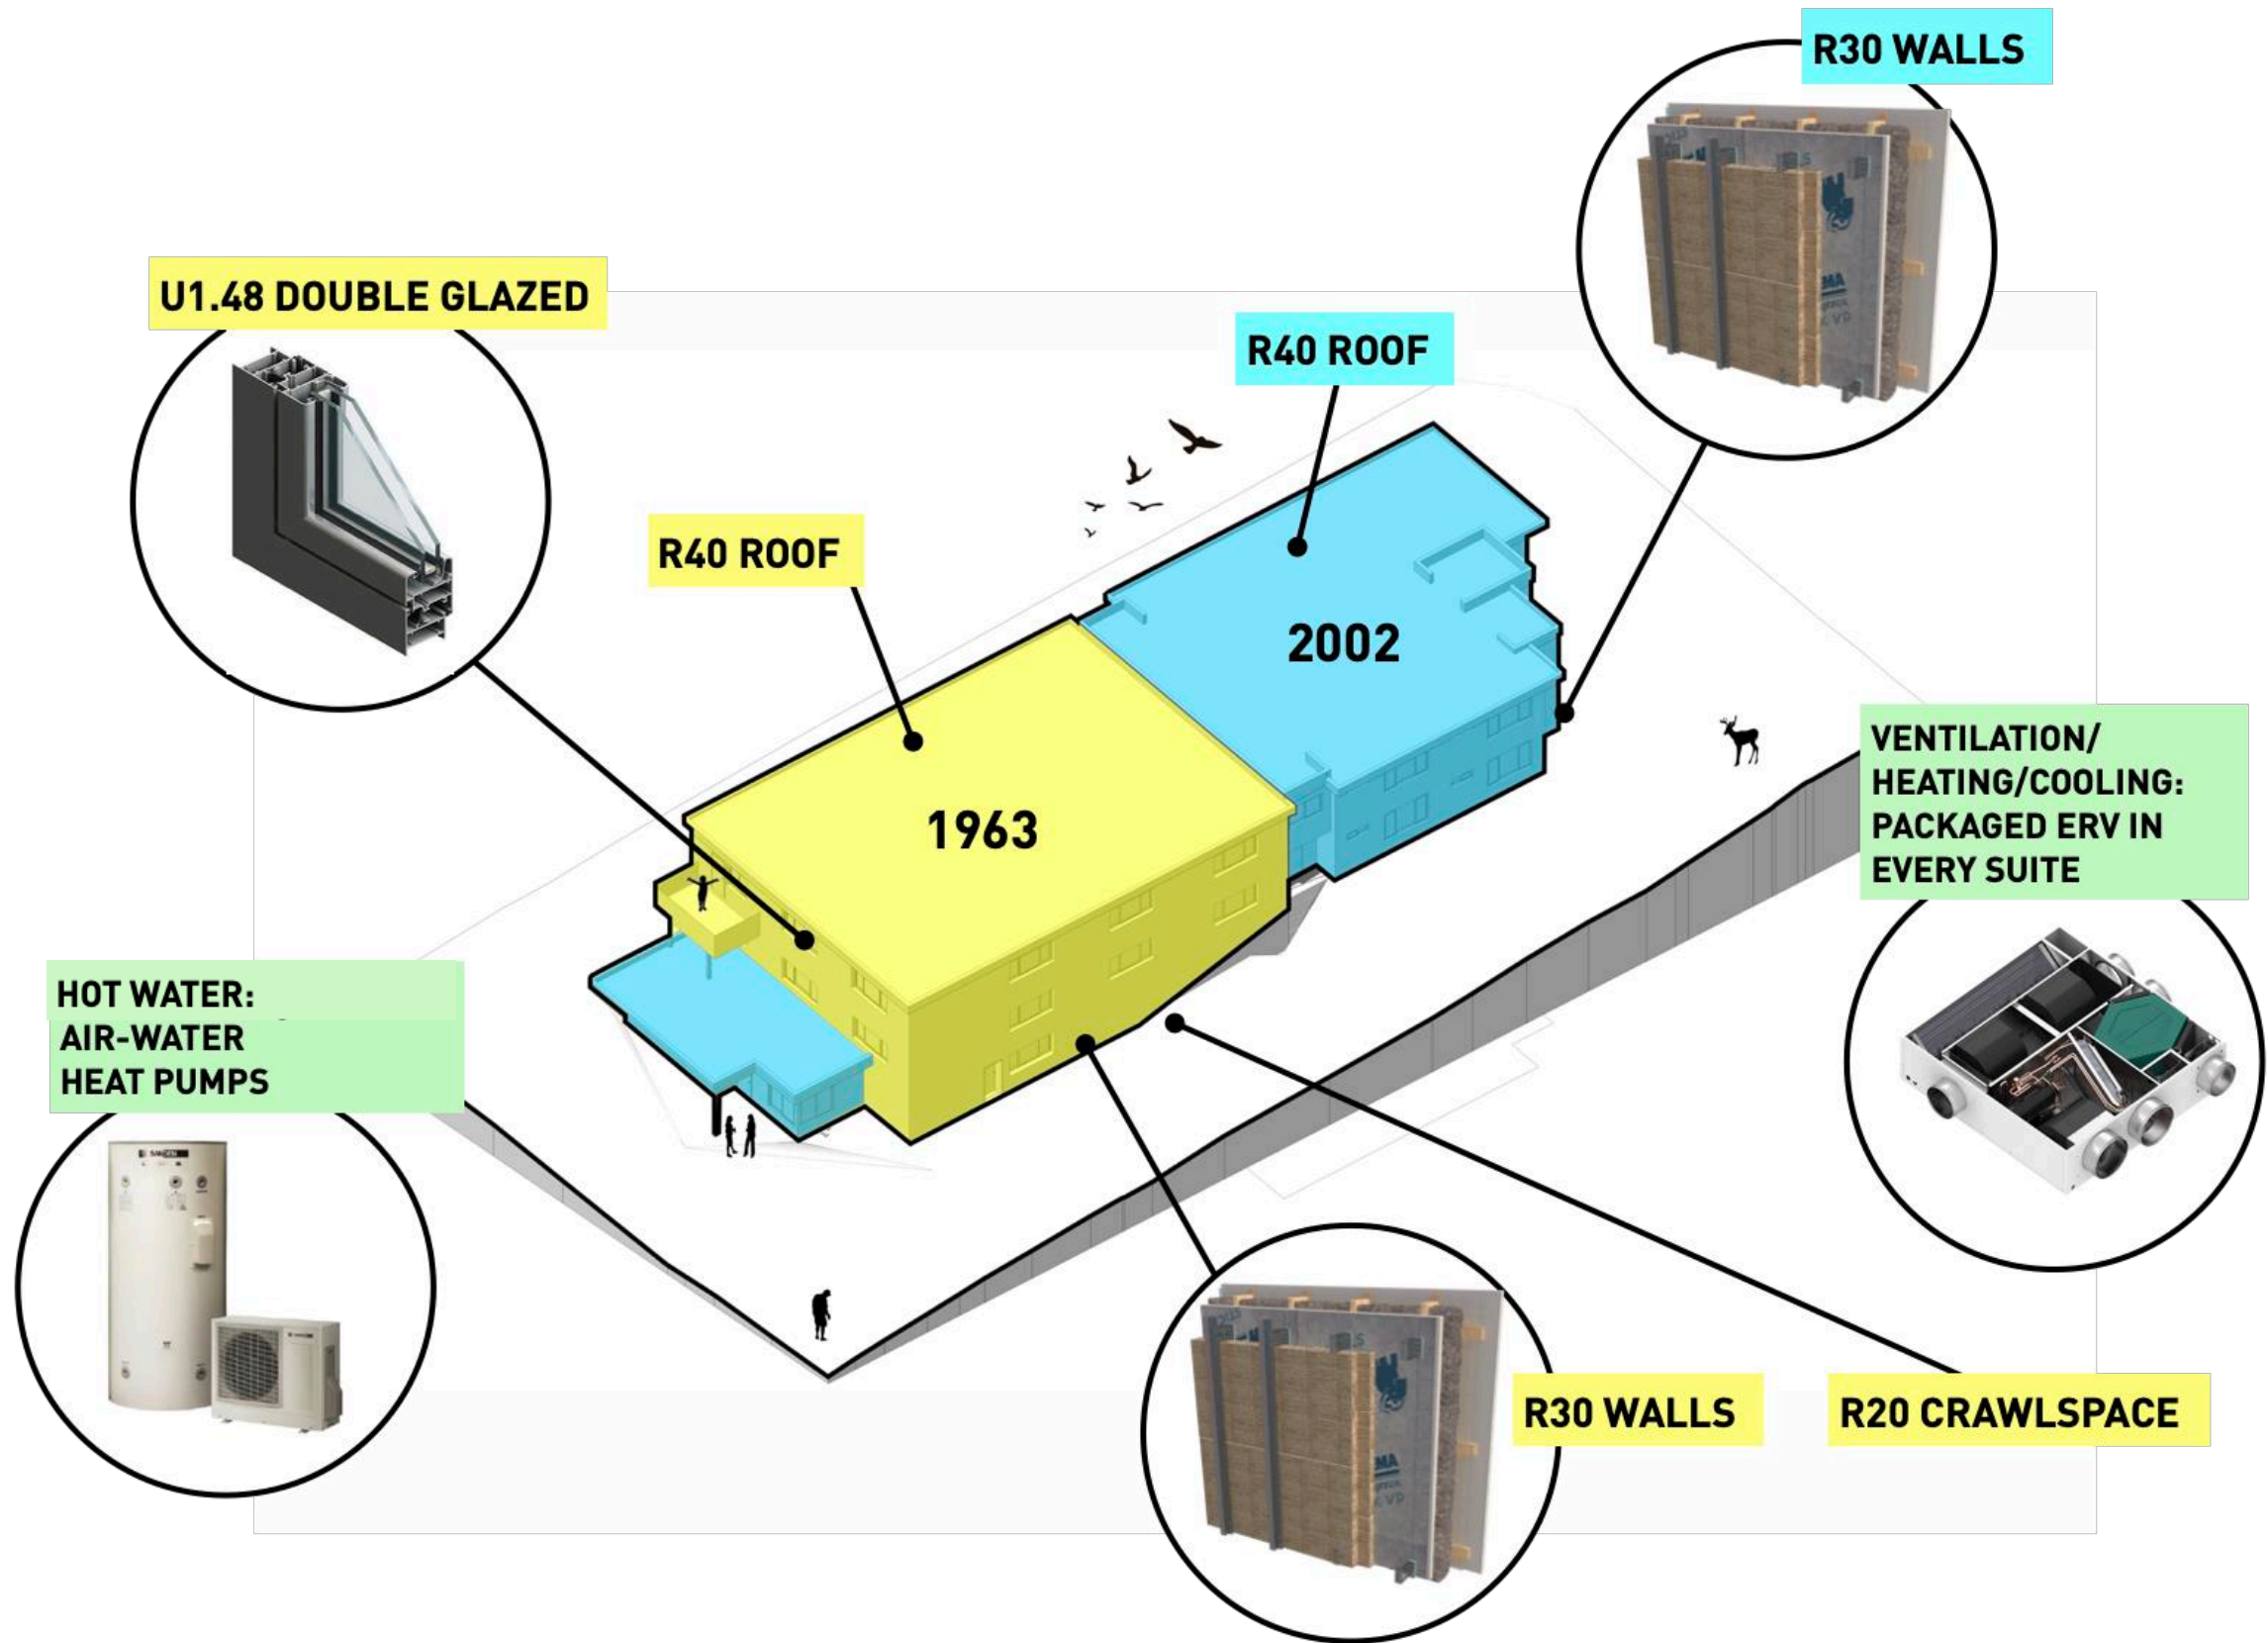 R30 WALLS
U1.48 DOUBLE GLAZED
R40 ROOF
R40 ROOF
2002
1963
VENTILATION/
HEATING/COOLING:
PACKAGED ERV IN
EVERY SUITE
HOT WATER:
AIR-WATER
HEAT PUMPS
R30 WALLS
R20 CRAWLSPACE